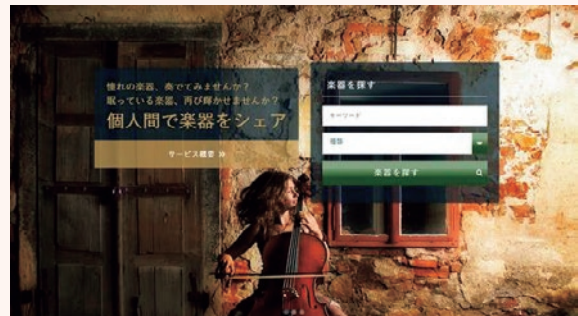 憧れの楽器、奏でてみませんか?
眠っている楽器、再び輝かせませんか?
個人間で楽器をシェア
サービス概要 »
楽器を探す
キーワード
楽器を探す